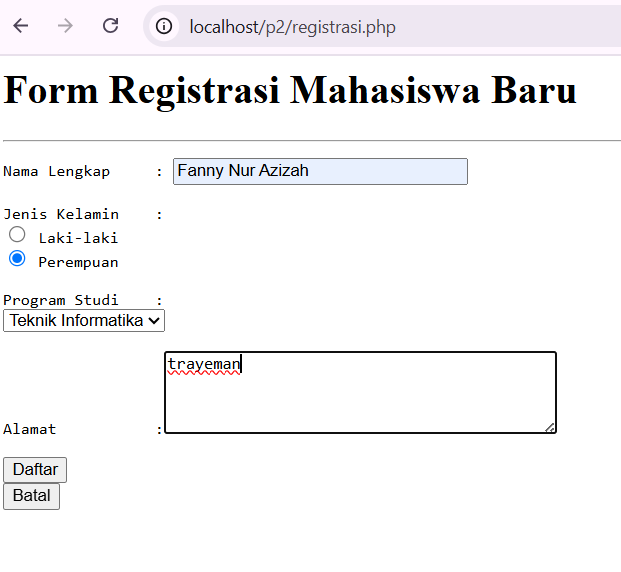 localhost/p2/registrasi.php
Form Registrasi Mahasiswa Baru
Nama Lengkap : Fanny Nur Azizah
Jenis Kelamin :
Laki-laki
Perempuan
Program Studi :
Teknik Informatika
trayeman
Alamat :
Daftar
Batal